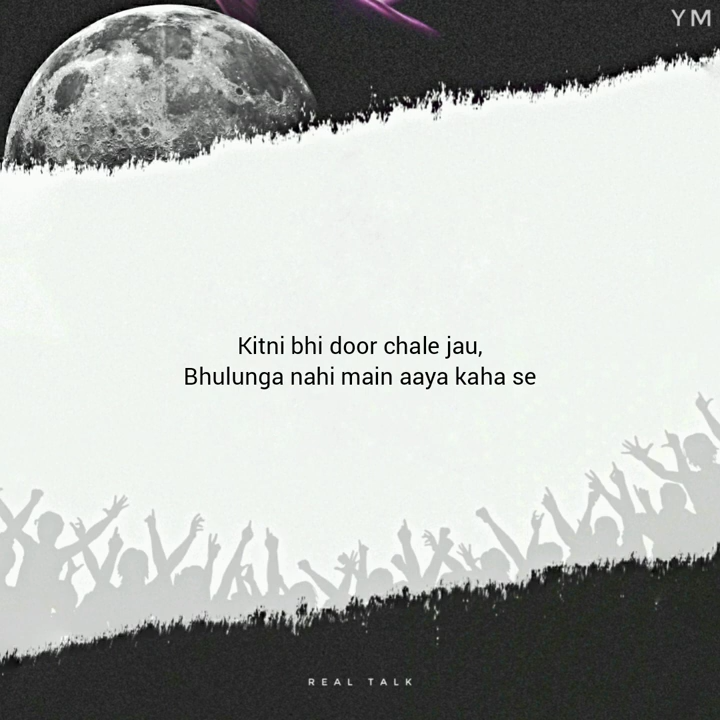 YM
Kitni bhi door chale jau,
Bhulunga nahi main aaya kaha se
REAL TALK